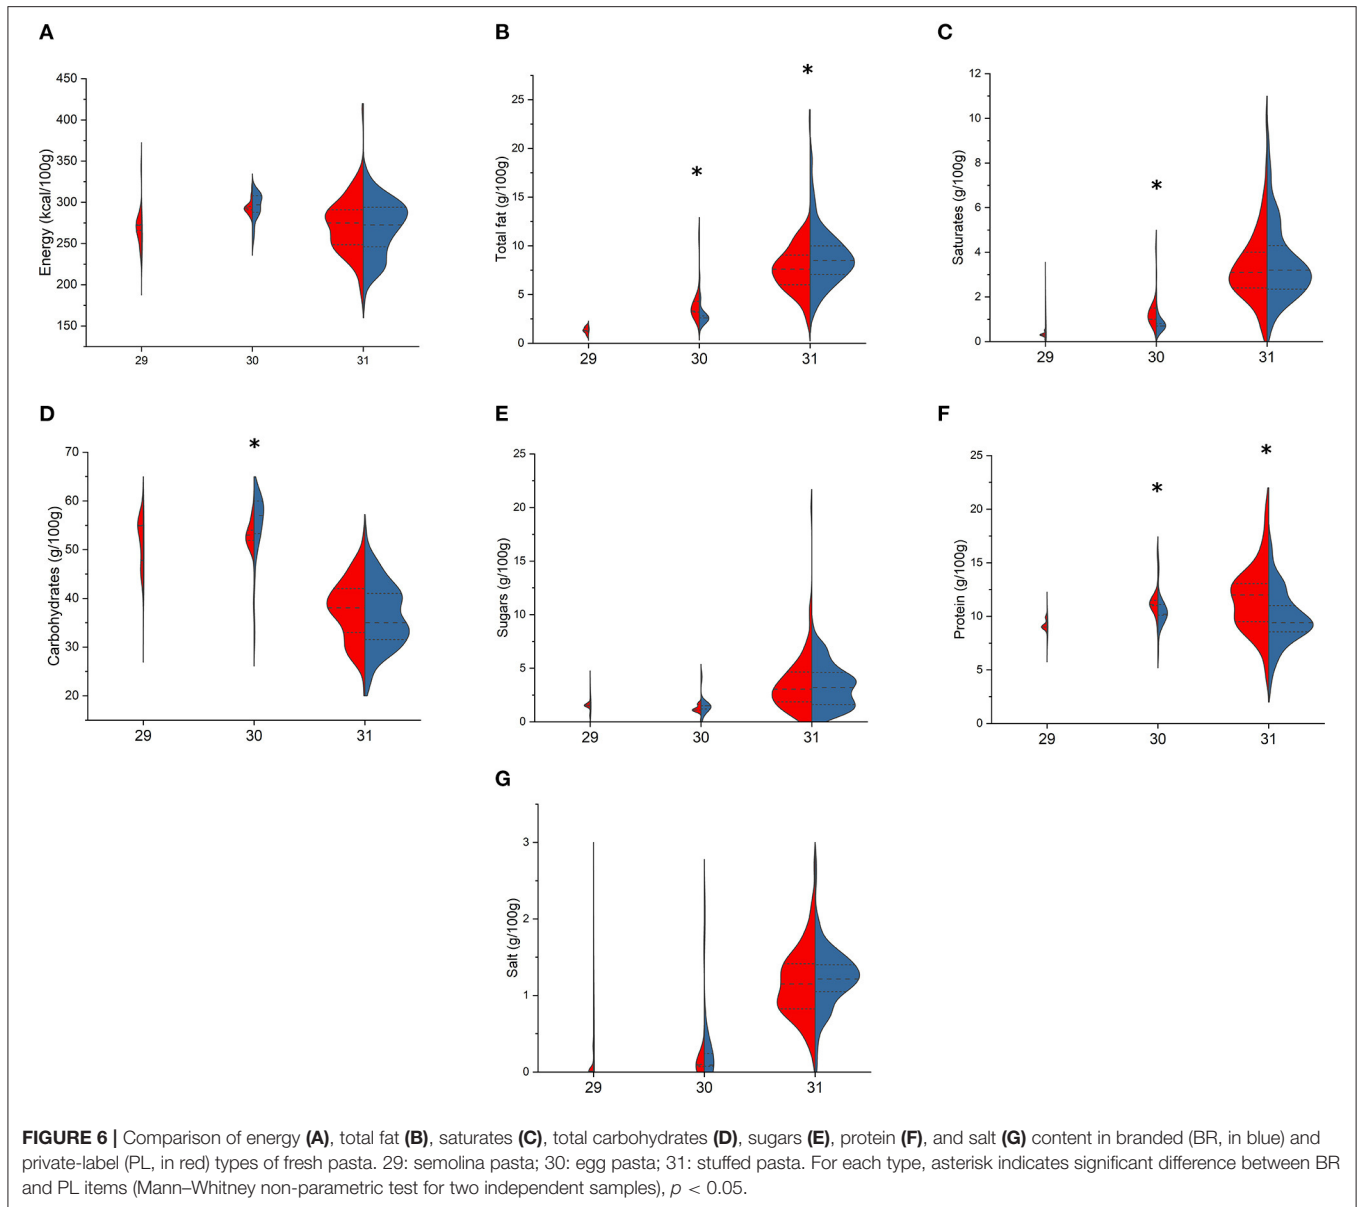 A
Energy (kcal/100g)
450
400
350
300
250
200
150
29 30 31
B
*
*
Total fat (g/100g)
25
20
15
10
5
0
29 30 31
C
*
Saturates (g/100g)
12
10
8
6
4
2
0
29 30 31
D
*
Carbohydrates (g/100g)
70
60
50
40
30
20
29 30 31
E
Sugars (g/100g)
25
20
15
10
5
0
29 30 31
F
*
*
Protein (g/100g)
25
20
15
10
5
0
29 30 31
G
Salt (g/100g)
3
2
1
0
29 30 31
FIGURE 6 | Comparison of energy (A), total fat (B), saturates (C), total carbohydrates (D), sugars (E), protein (F), and salt (G) content in branded (BR, in blue) and
private-label (PL, in red) types of fresh pasta. 29: semolina pasta; 30: egg pasta; 31: stuffed pasta. For each type, asterisk indicates significant difference between BR
and PL items (Mann–Whitney non-parametric test for two independent samples), p < 0.05.